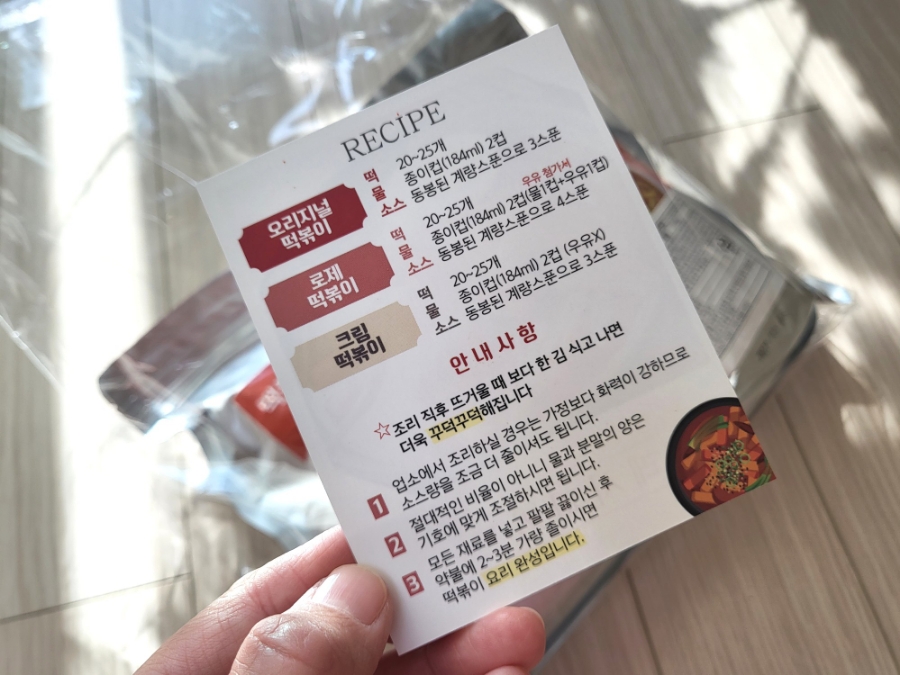 RECIPE
오리지널
떡볶이
떡 20~25개
물 종이컵(184ml) 2컵
소스 동봉된 계량스푼으로 3스푼
로제
떡볶이
떡 20~25개
우유 첨가서
물 종이컵(184ml) 2컵(물1컵+우유1컵)
소스 동봉된 계량스푼으로 4스푼
크림
떡볶이
떡 20~25개
물 종이컵(184ml) 2컵 (우유X)
소스 동봉된 계량스푼으로 3스푼
안내사항
☆조리 직후 뜨거울 때 보다 한 김 식고 나면
더욱 꾸덕꾸덕해집니다
1 업소에서 조리하실 경우는 가정보다 화력이 강하므로
소스량을 조금 더 줄이셔도 됩니다.
2 절대적인 비율이 아니니 물과 분말의 양은
기호에 맞게 조절하시면 됩니다.
3 모든 재료를 넣고 팔팔 끓이신 후
약불에 2~3분 가량 졸이시면
떡볶이 요리 완성입니다.